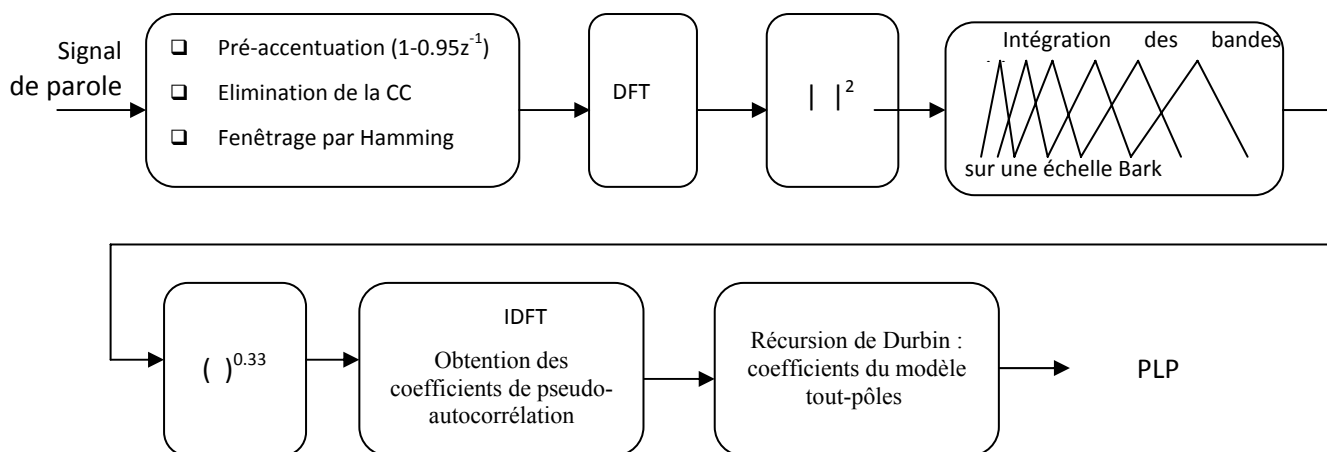 Signal
de parole
❑ Pré-accentuation (1-0.95z⁻¹)
❑ Elimination de la CC
❑ Fenêtrage par Hamming
DFT
| |²
Intégration des bandes
sur une échelle Bark
( )⁰·³³
IDFT
Obtention des
coefficients de pseudo-
autocorrélation
Récursion de Durbin :
coefficients du modèle
tout-pôles
PLP